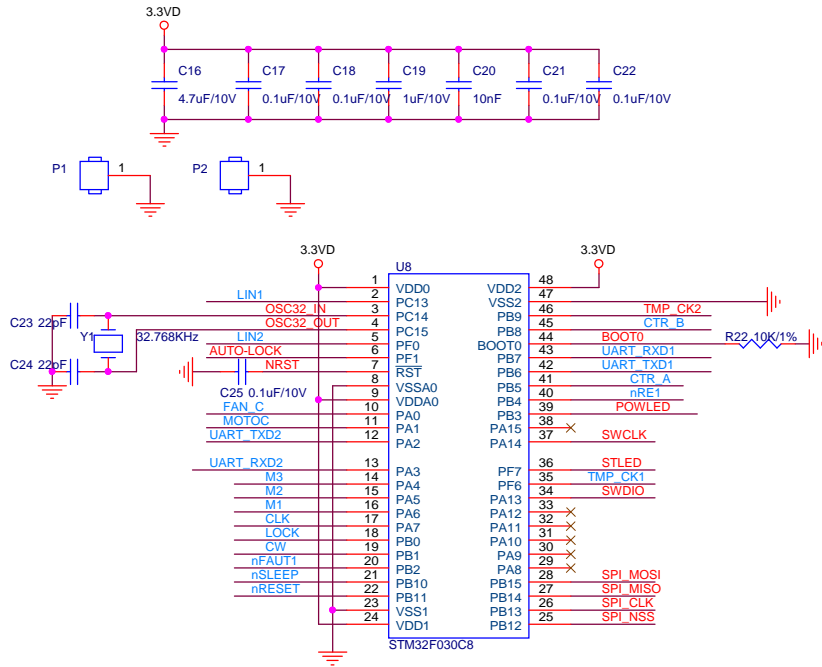 3.3VD
C16 C17 C18 C19 C20 C21 C22
4.7uF/10V 0.1uF/10V 0.1uF/10V 1uF/10V 10nF 0.1uF/10V 0.1uF/10V
P1 1 P2 1
3.3VD 3.3VD
U8
1 VDD0 VDD2 48
LIN1 2 PC13 VSS2 47
OSC32_IN 3 PC14 PB9 46 TMP_CK2
C23 22pF OSC32_OUT 4 PC15 PB8 45 CTR_B
Y1 32.768KHz
LIN2 5 PF0 BOOT0 44 BOOT0 R22 10K/1%
AUTO-LOCK 6 PF1 PB7 43 UART_RXD1
C24 22pF NRST 7 RST PB6 42 UART_TXD1
8 VSSA0 PB5 41 CTR_A
C25 0.1uF/10V 9 VDDA0 PB4 40 nRE1
FAN_C 10 PA0 PB3 39 POWLED
MOTOC 11 PA1 PA15 38
UART_TXD2 12 PA2 PA14 37 SWCLK
UART_RXD2 13 PA3 PF7 36 STLED
M3 14 PA4 PF6 35 TMP_CK1
M2 15 PA5 PA13 34 SWDIO
M1 16 PA6 PA12 33
CLK 17 PA7 PA11 32
LOCK 18 PB0 PA10 31
CW 19 PB1 PA9 30
nFAUT1 20 PB2 PA8 29
nSLEEP 21 PB10 PB15 28 SPI_MOSI
nRESET 22 PB11 PB14 27 SPI_MISO
23 VSS1 PB13 26 SPI_CLK
24 VDD1 PB12 25 SPI_NSS
STM32F030C8